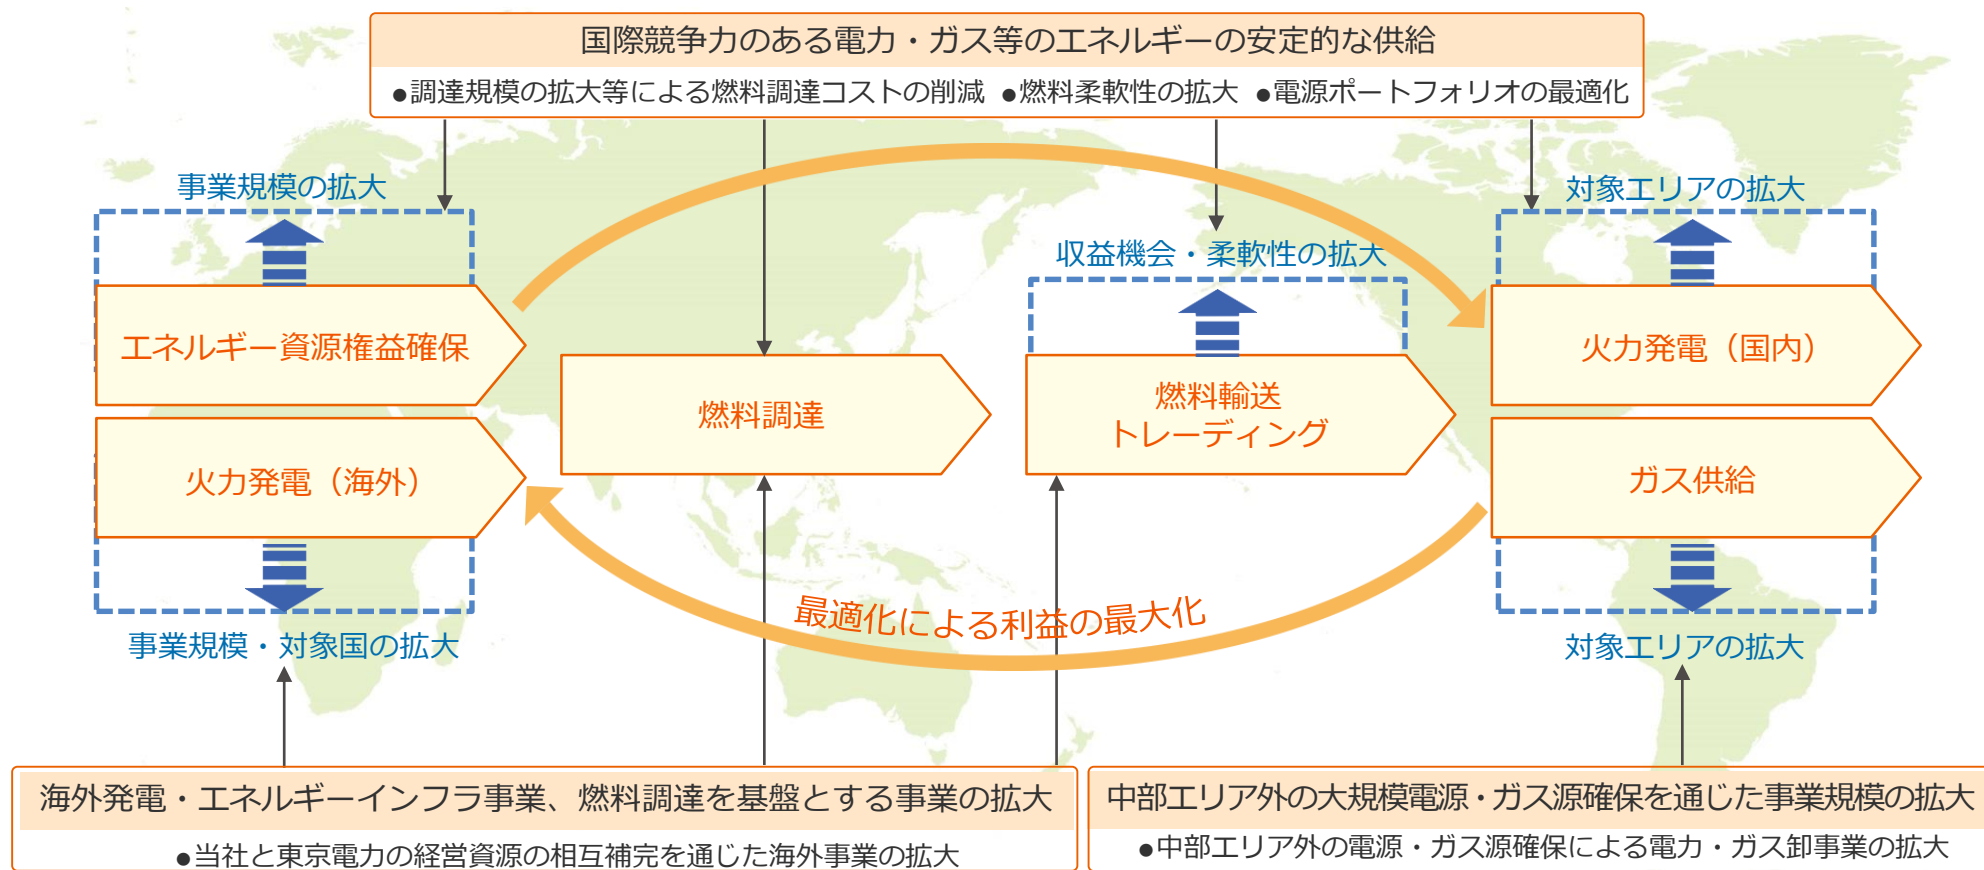 国際競争力のある電力・ガス等のエネルギーの安定的な供給
●調達規模の拡大等による燃料調達コストの削減 ●燃料柔軟性の拡大 ●電源ポートフォリオの最適化
事業規模の拡大
対象エリアの拡大
収益機会・柔軟性の拡大
エネルギー資源権益確保
火力発電（国内）
燃料調達
燃料輸送
トレーディング
火力発電（海外）
ガス供給
最適化による利益の最大化
事業規模・対象国の拡大
対象エリアの拡大
海外発電・エネルギーインフラ事業、燃料調達を基盤とする事業の拡大
●当社と東京電力の経営資源の相互補完を通じた海外事業の拡大
中部エリア外の大規模電源・ガス源確保を通じた事業規模の拡大
●中部エリア外の電源・ガス源確保による電力・ガス卸事業の拡大